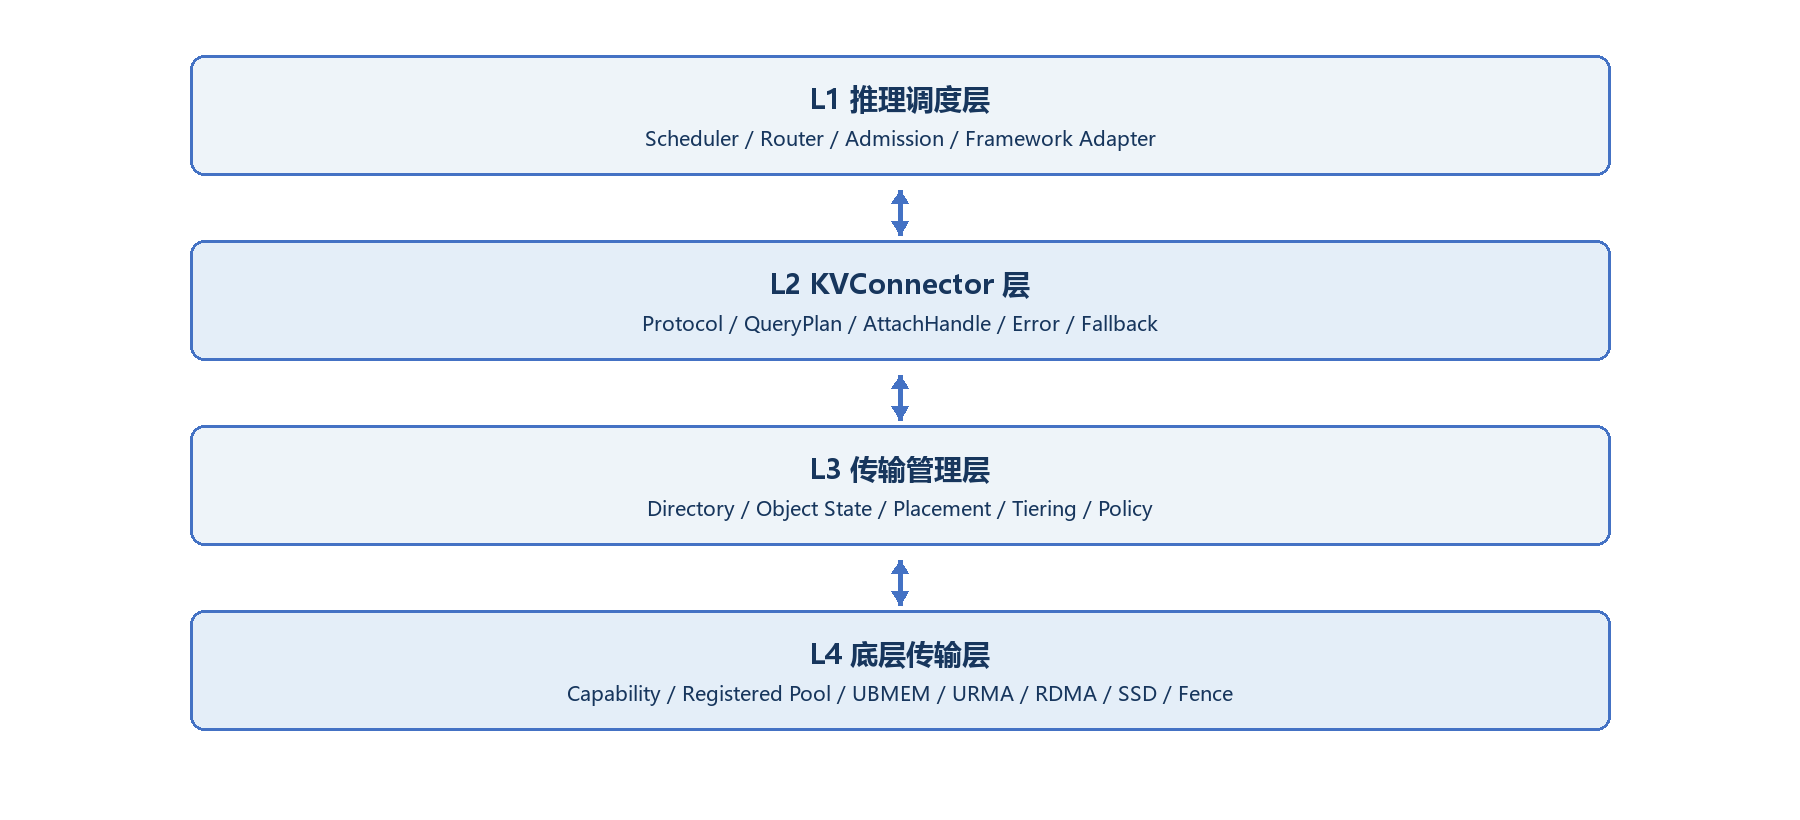 L1 推理调度层
Scheduler / Router / Admission / Framework Adapter
L2 KVConnector 层
Protocol / QueryPlan / AttachHandle / Error / Fallback
L3 传输管理层
Directory / Object State / Placement / Tiering / Policy
L4 底层传输层
Capability / Registered Pool / UBMEM / URMA / RDMA / SSD / Fence